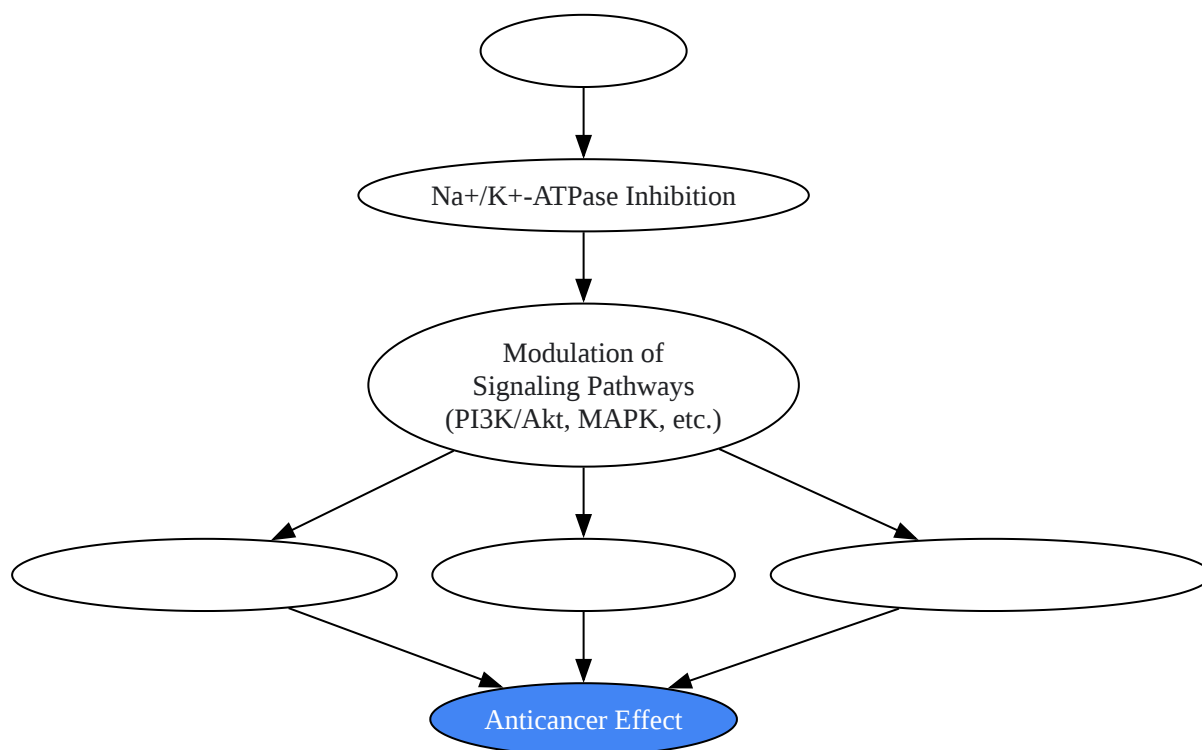 Na+/K+-ATPase Inhibition
Modulation of
Signaling Pathways
(PI3K/Akt, MAPK, etc.)
Anticancer Effect